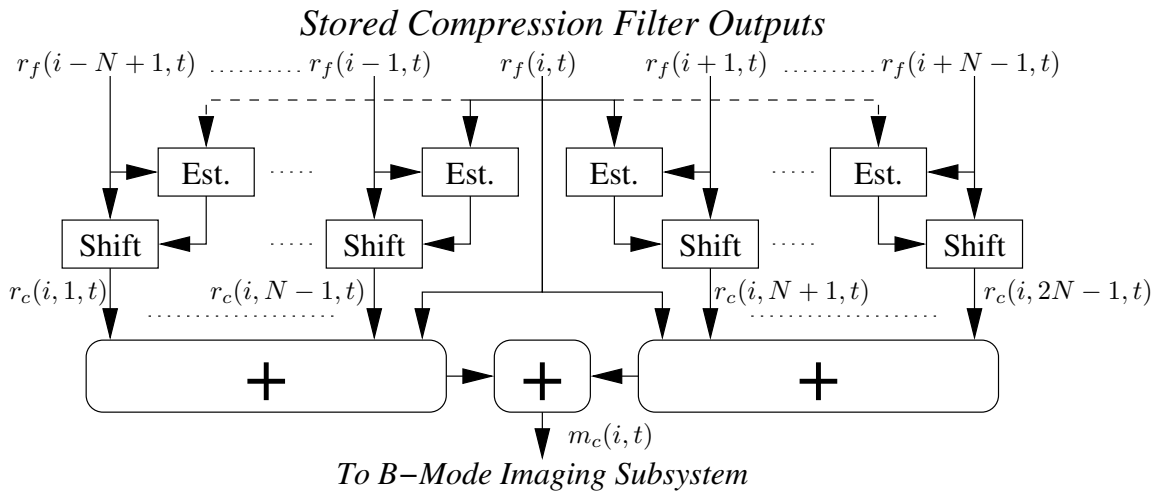 Stored Compression Filter Outputs
r_f(i − N + 1, t) .......... r_f(i − 1, t) r_f(i, t) r_f(i + 1, t) ......... r_f(i + N − 1, t)
Est. ..... Est. Est. ..... Est.
Shift ..... Shift Shift ..... Shift
r_c(i, 1, t) r_c(i, N − 1, t) r_c(i, N + 1, t) r_c(i, 2N − 1, t)
+ + +
m_c(i, t)
To B−Mode Imaging Subsystem